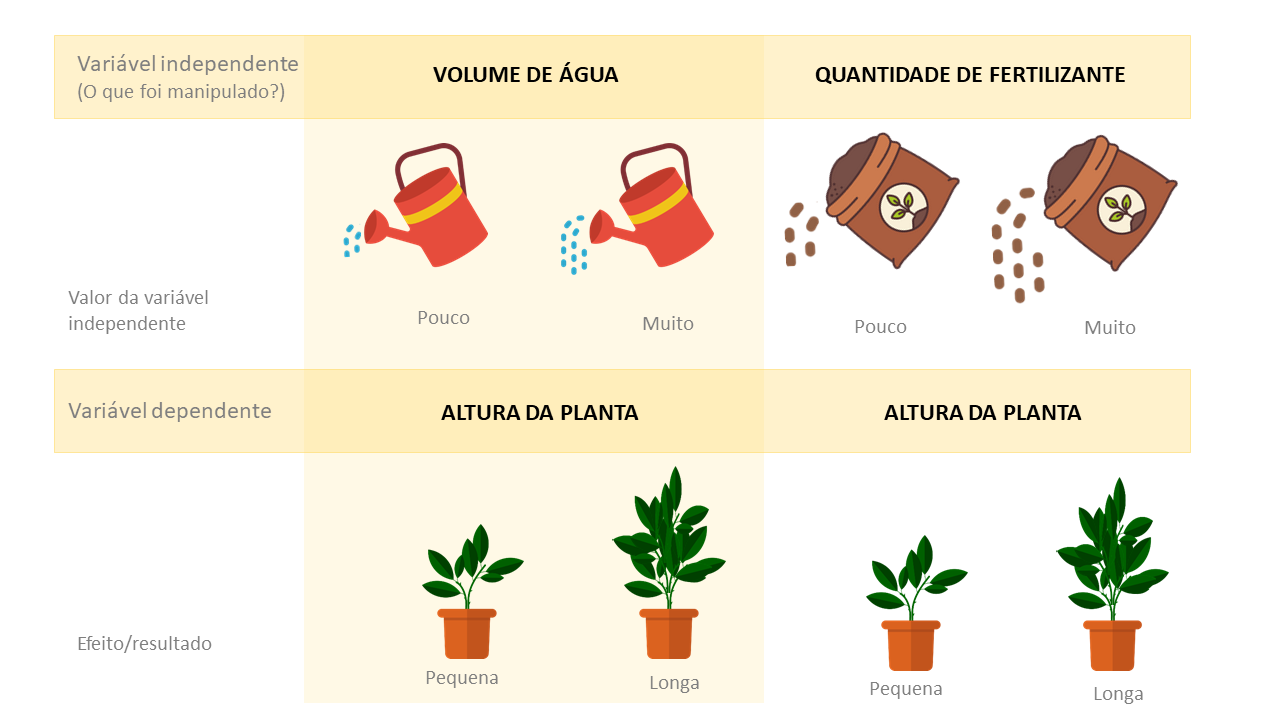 Variável independente
(O que foi manipulado?)
VOLUME DE ÁGUA
QUANTIDADE DE FERTILIZANTE
Valor da variável
independente
Pouco
Muito
Pouco
Muito
Variável dependente
ALTURA DA PLANTA
ALTURA DA PLANTA
Efeito/resultado
Pequena
Longa
Pequena
Longa